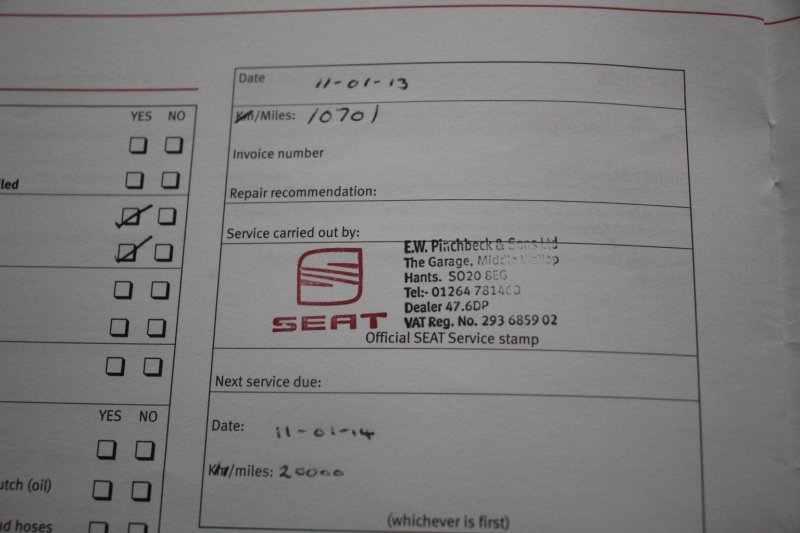 Date 11-01-13
YES NO
Km/Miles: 10701
Invoice number
lled
Repair recommendation:
Service carried out by:
E.W. Pinchbeck & Sons Ltd
The Garage, Middle Wallop
Hants. SO20 8EG
Tel:- 01264
Dealer 47.6DP
VAT Reg. No. 293 6859 02
SEAT
Official SEAT Service stamp
Next service due:
YES NO
Date: 11-01-14
Km/miles: 20000
utch (oil)
nd hoses
(whichever is first)